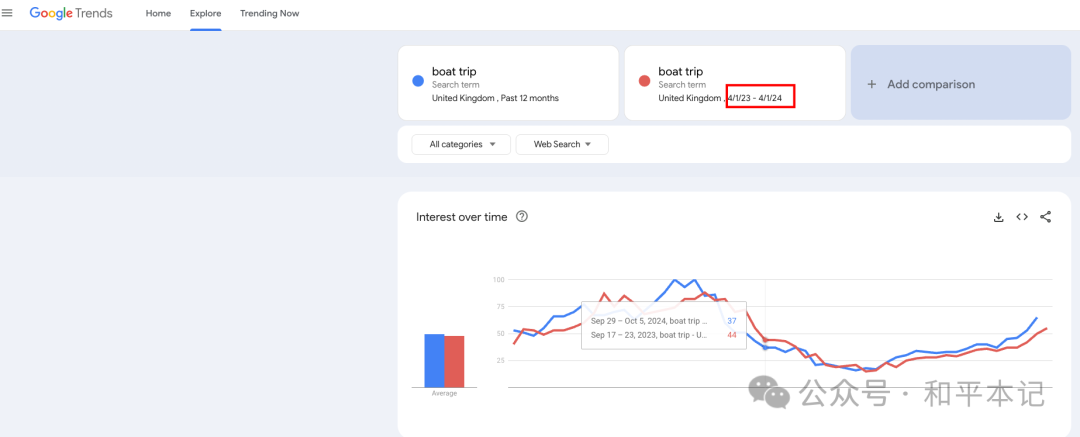 Google Trends Home Explore Trending Now
boat trip
Search term
United Kingdom , Past 12 months
boat trip
Search term
United Kingdom , 4/1/23 - 4/1/24
+ Add comparison
All categories
Web Search
Interest over time
100
75
50
25
Sep 29 – Oct 5, 2024, boat trip ... 37
Sep 17 – 23, 2023, boat trip - U... 44
Average
公众号 · 和平本记